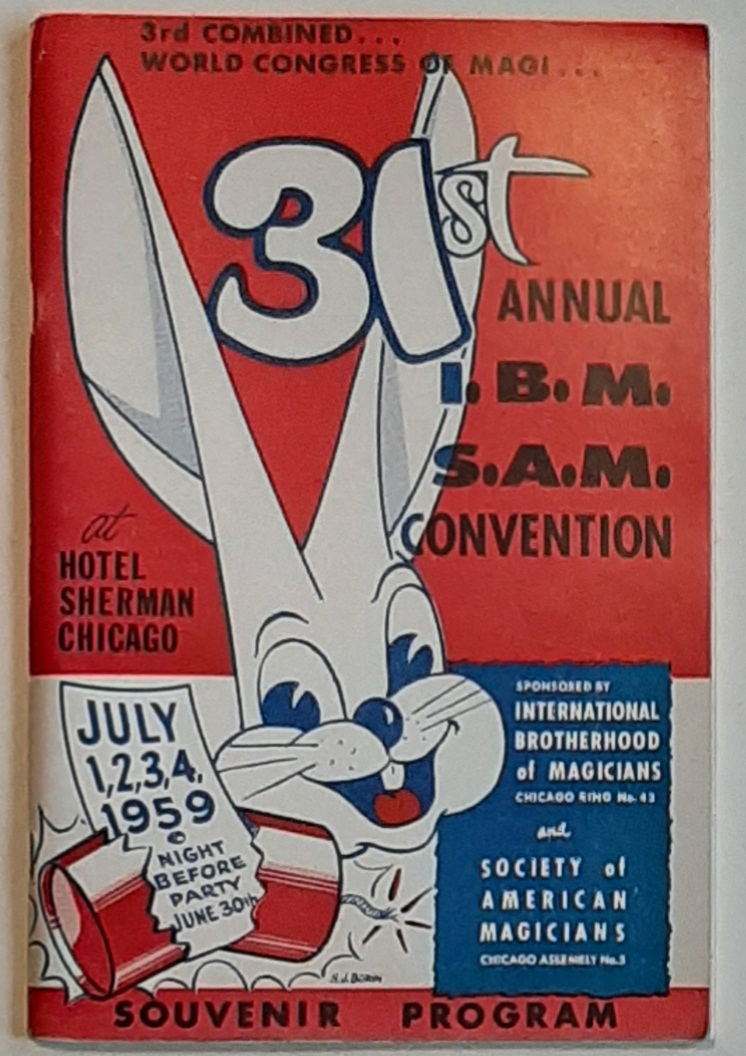 3rd COMBINED...
WORLD CONGRESS OF MAGI...
31st
ANNUAL
I.B.M.
S.A.M.
CONVENTION
at
HOTEL
SHERMAN
CHICAGO
JULY
1,2,3,4,
1959
NIGHT
BEFORE
PARTY
JUNE 30th
SPONSORED BY
INTERNATIONAL
BROTHERHOOD
of MAGICIANS
CHICAGO RING No. 43
and
SOCIETY of
AMERICAN
MAGICIANS
CHICAGO ASSEMBLY No.3
SOUVENIR PROGRAM